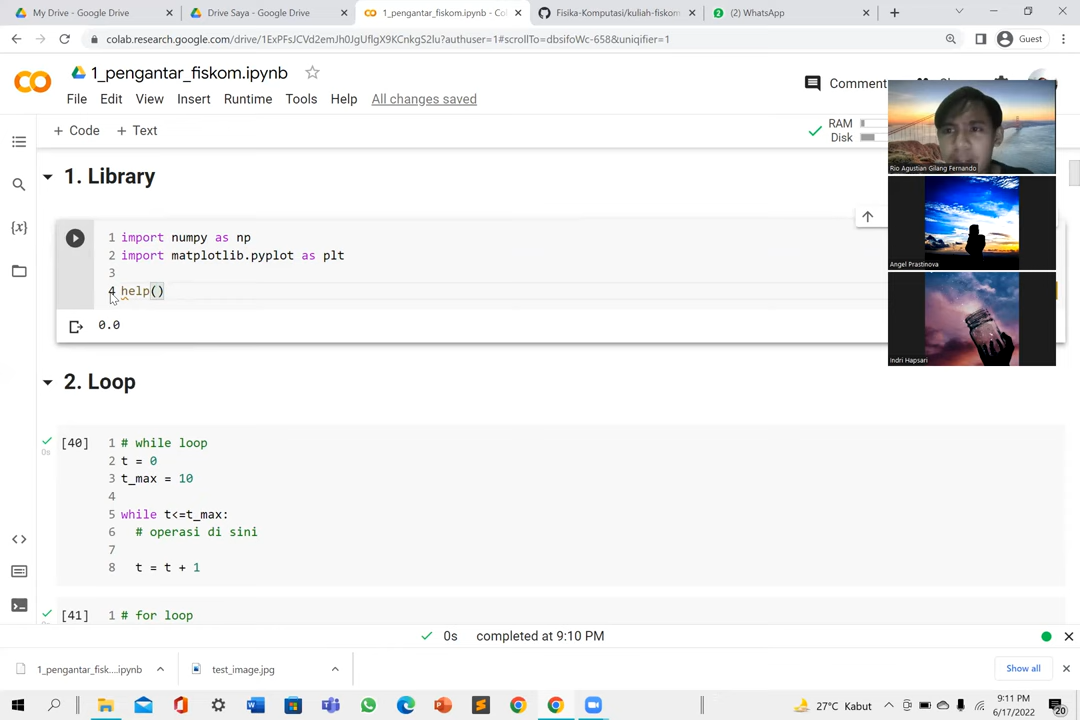 My Drive - Google Drive
Drive Saya - Google Drive
1_pengantar_fiskom.ipynb - Co
Fisika-Komputasi/kuliah-fiskom
(2) WhatsApp
colab.research.google.com/drive/1ExPFsJCVd2emJh0JgUflgX9KCnkgS2lu?authuser=1#scrollTo=dbsifoWc-658&uniqifier=1
Guest
1_pengantar_fiskom.ipynb
File Edit View Insert Runtime Tools Help All changes saved
Comment
+ Code + Text
RAM
Disk
1. Library
1 import numpy as np
2 import matplotlib.pyplot as plt
3
4 help()
0.0
Rio Agustian Gilang Fernando
Angel Prastinova
Indri Hapsari
2. Loop
[40]
0s
1 # while loop
2 t = 0
3 t_max = 10
4
5 while t<=t_max:
6 # operasi di sini
7
8 t = t + 1
[41] 1 # for loop
0s completed at 9:10 PM
1_pengantar_fisk....ipynb
test_image.jpg
Show all
27°C Kabut
9:11 PM
6/17/2022
20